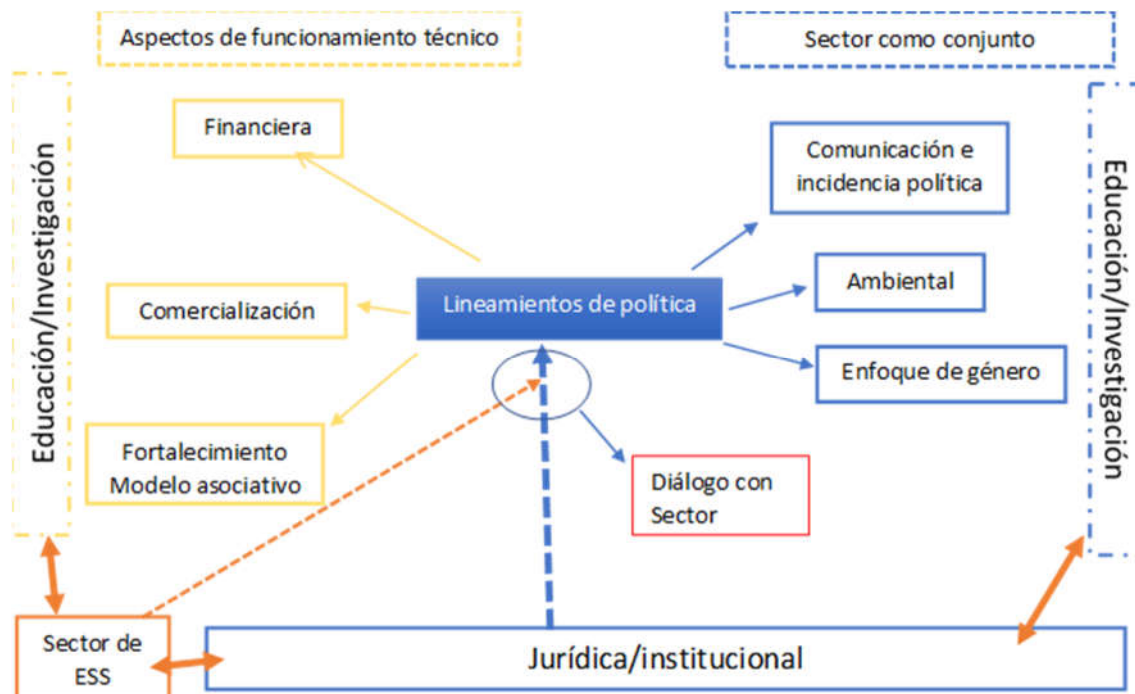 Aspectos de funcionamiento técnico
Sector como conjunto
Educación/Investigación
Financiera
Comunicación e
incidencia política
Educación/Investigación
Comercialización
Lineamientos de política
Ambiental
Enfoque de género
Fortalecimiento
Modelo asociativo
Diálogo con
Sector
Sector de
ESS
Jurídica/institucional